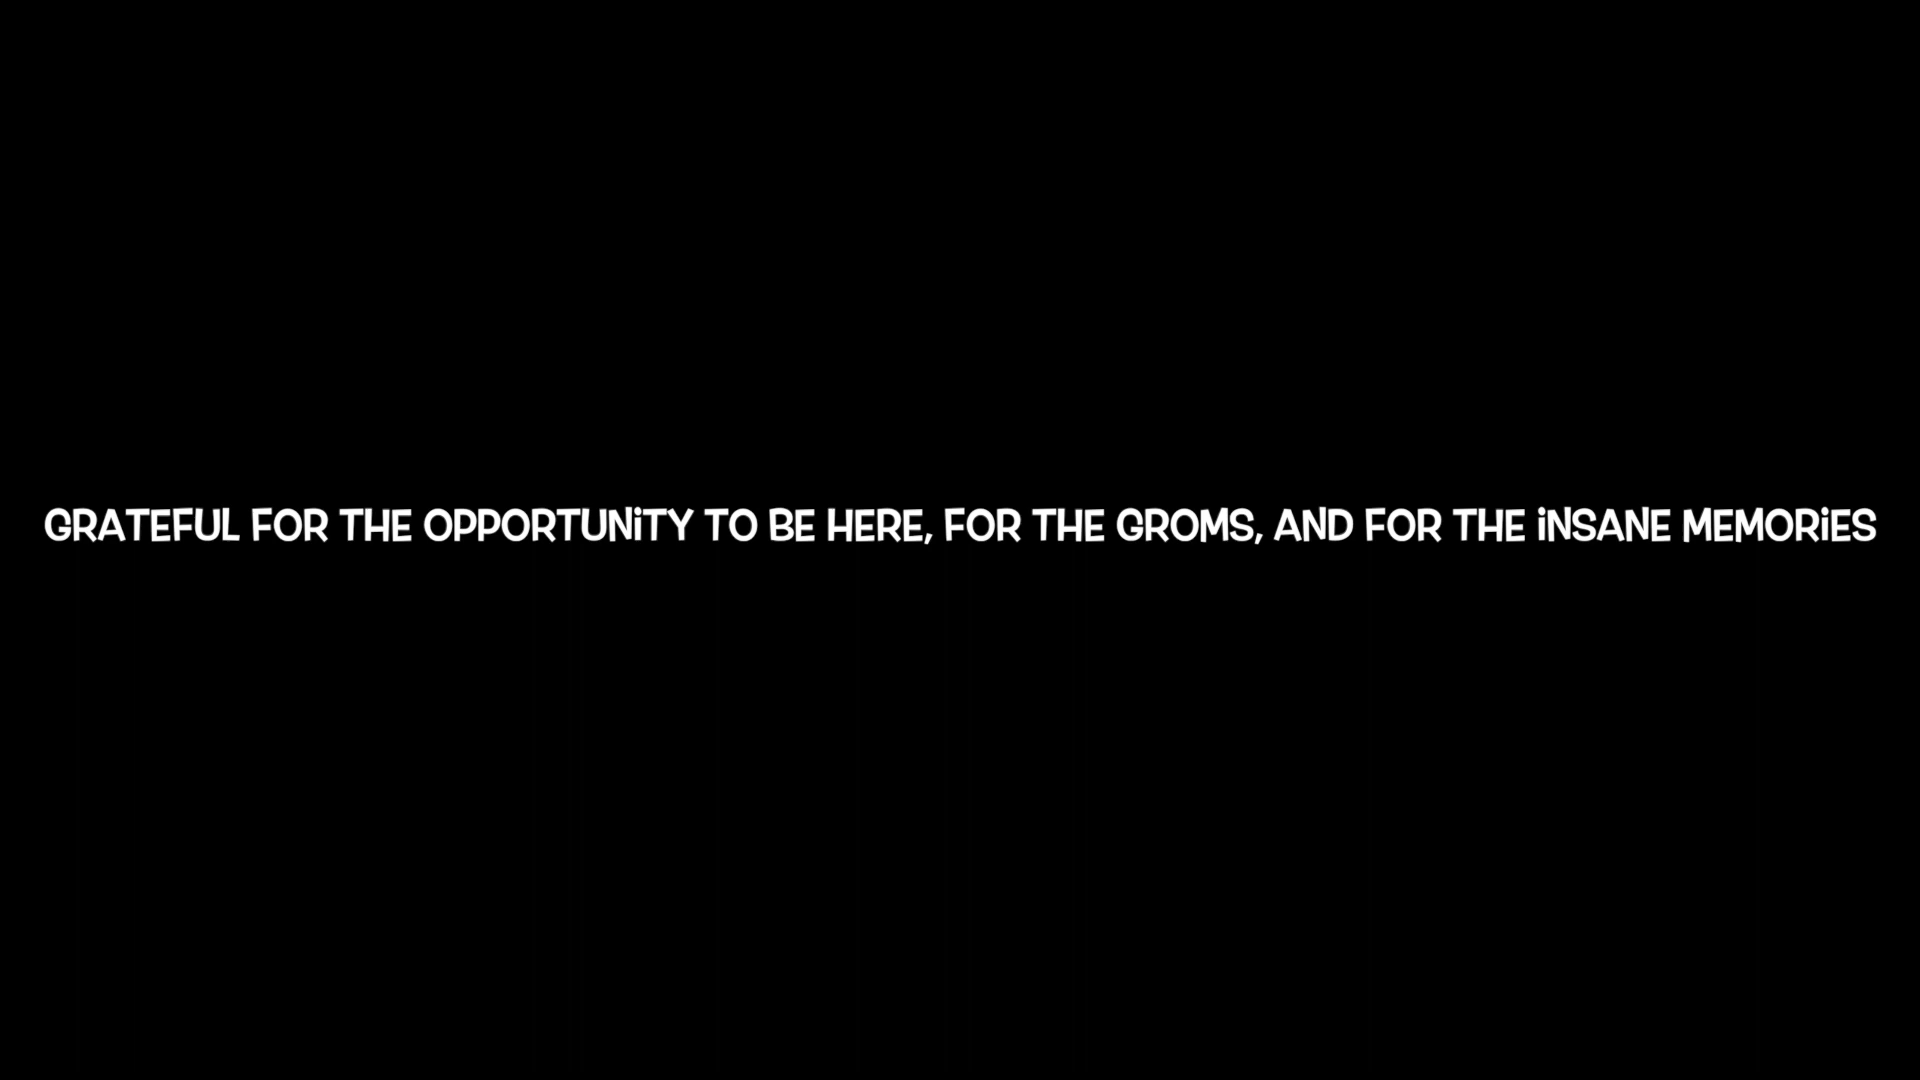 GRATEFUL FOR THE OPPORTUNiTY TO BE HERE, FOR THE GROMS, AND FOR THE iNSANE MEMORiES